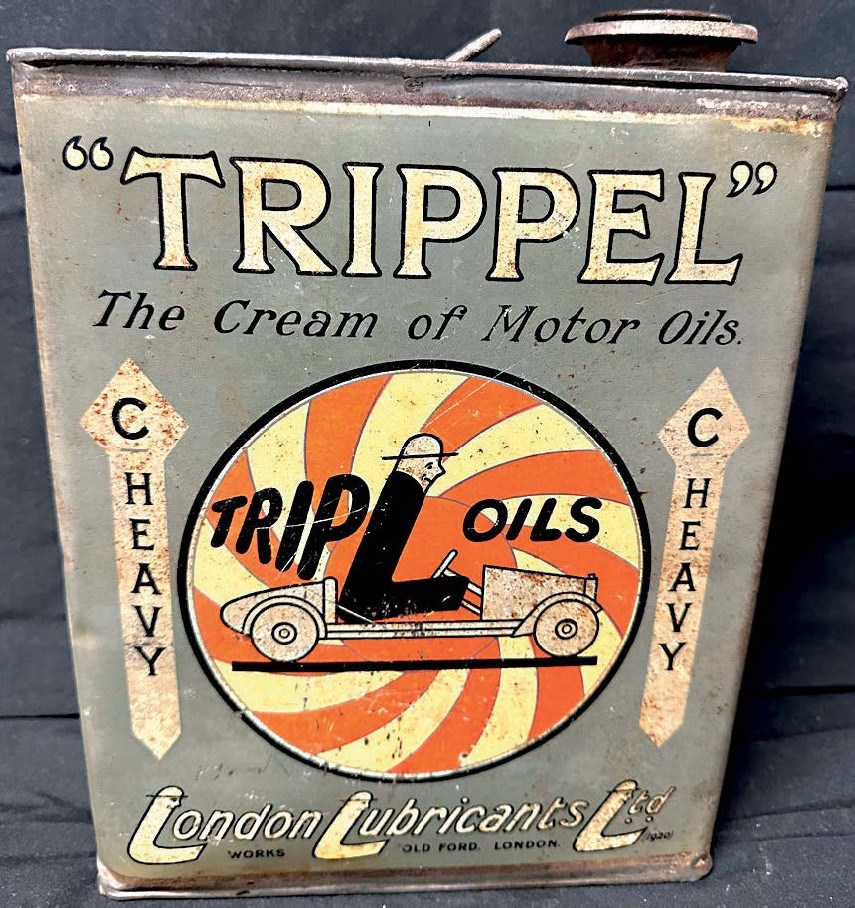 “TRIPPEL”
The Cream of Motor Oils.
C HEAVY
TRIPL OILS
C HEAVY
London Lubricants Ltd
(1920)
WORKS OLD FORD. LONDON.